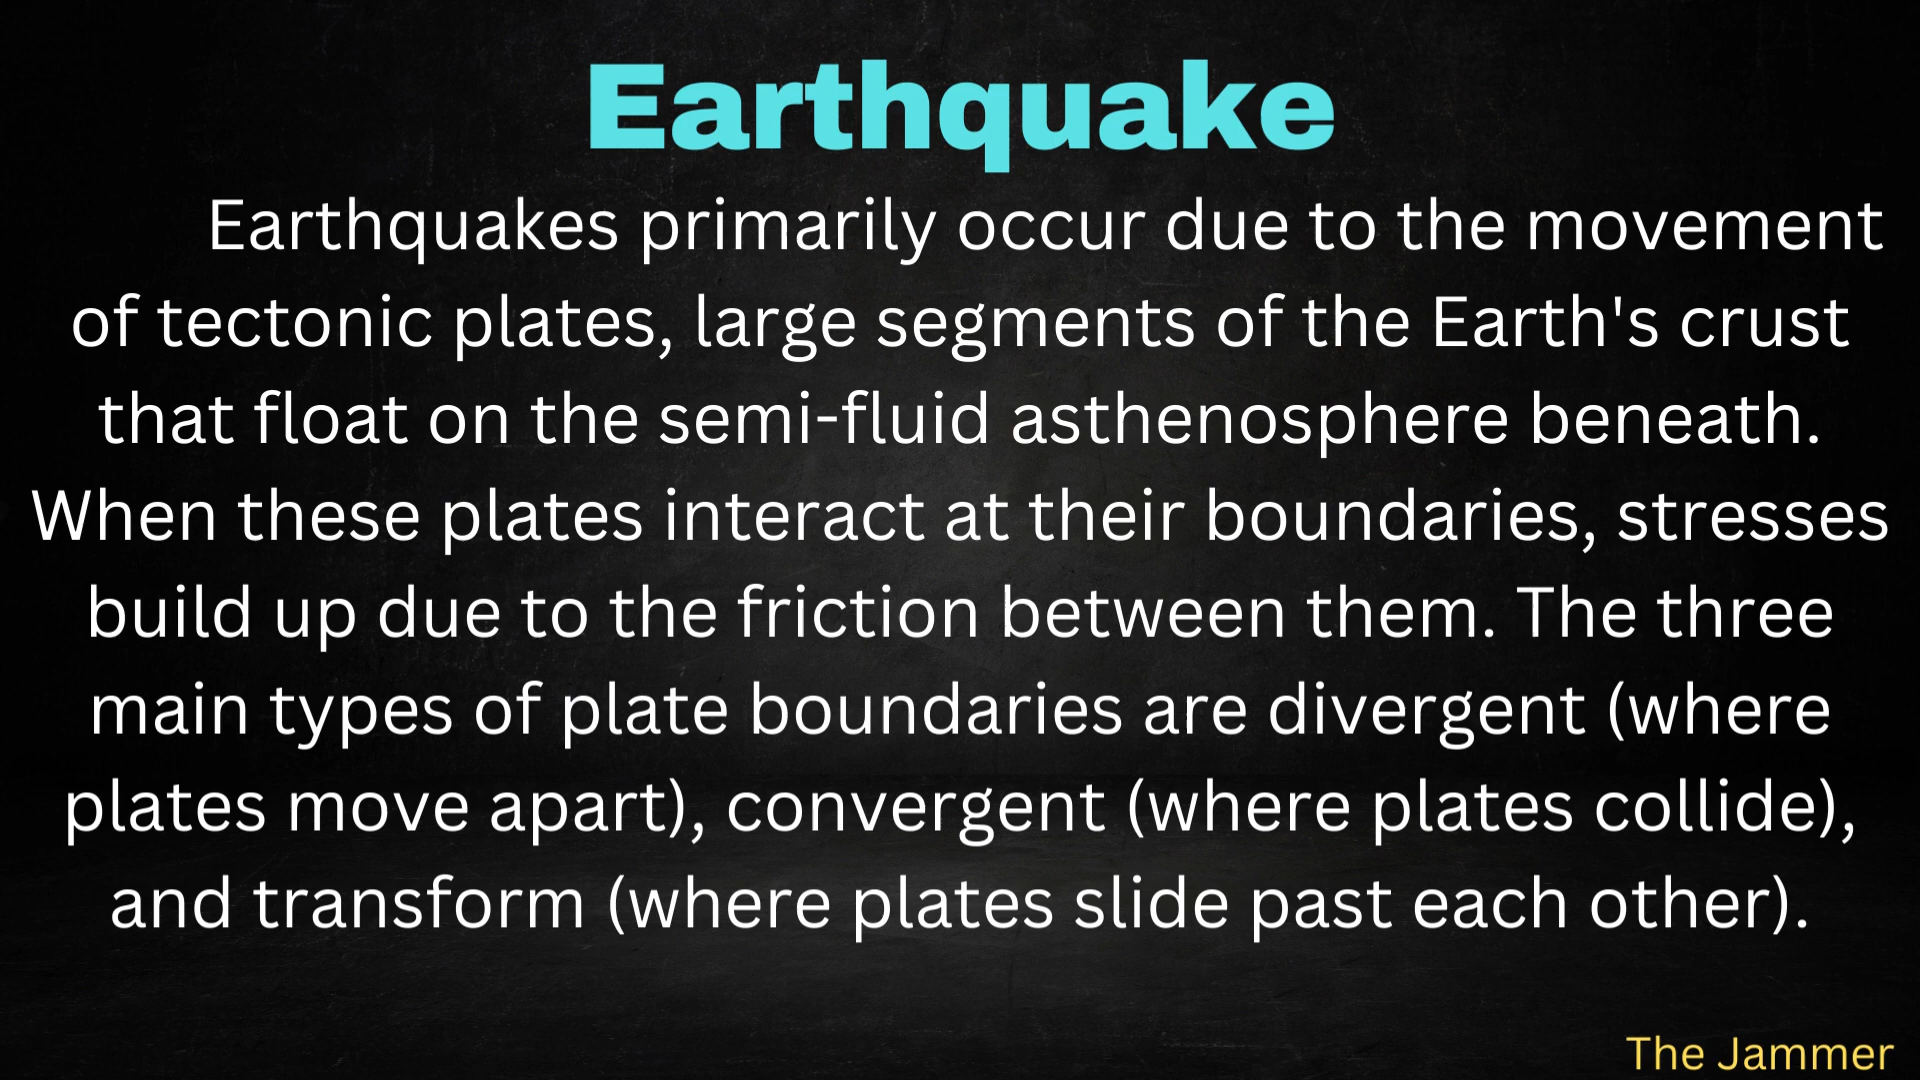 Earthquake
Earthquakes primarily occur due to the movement
of tectonic plates, large segments of the Earth's crust
that float on the semi-fluid asthenosphere beneath.
When these plates interact at their boundaries, stresses
build up due to the friction between them. The three
main types of plate boundaries are divergent (where
plates move apart), convergent (where plates collide),
and transform (where plates slide past each other).
The Jammer